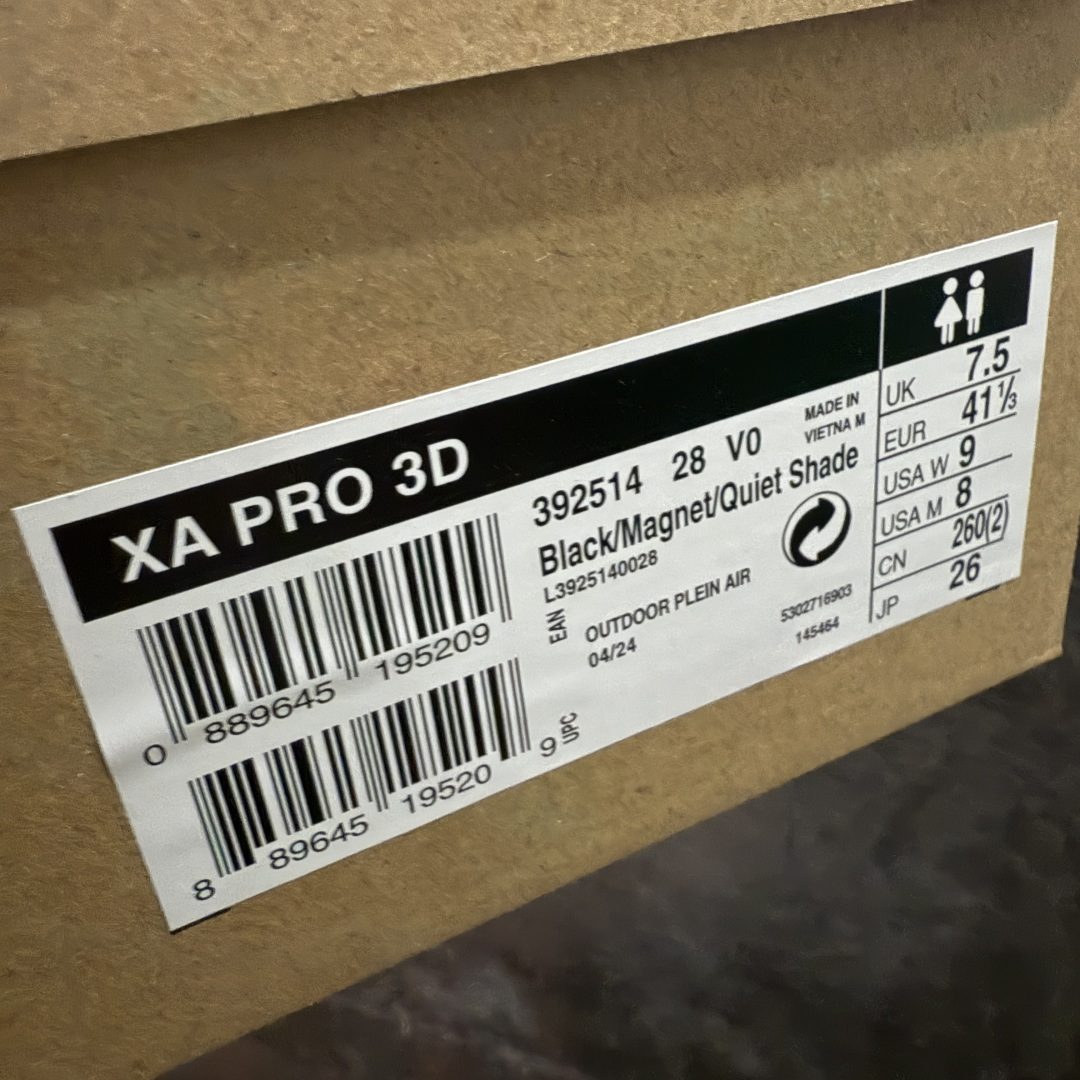 XA PRO 3D
392514 28 V0
MADE IN
VIETNA M
Black/Magnet/Quiet Shade
L3925140028
EAN
OUTDOOR PLEIN AIR
04/24
5302716903
145464
0 889645 195209
8 89645 19520 9
UPC
UK 7.5
EUR 41⅓
USA W 9
USA M 8
CN 260(2)
JP 26